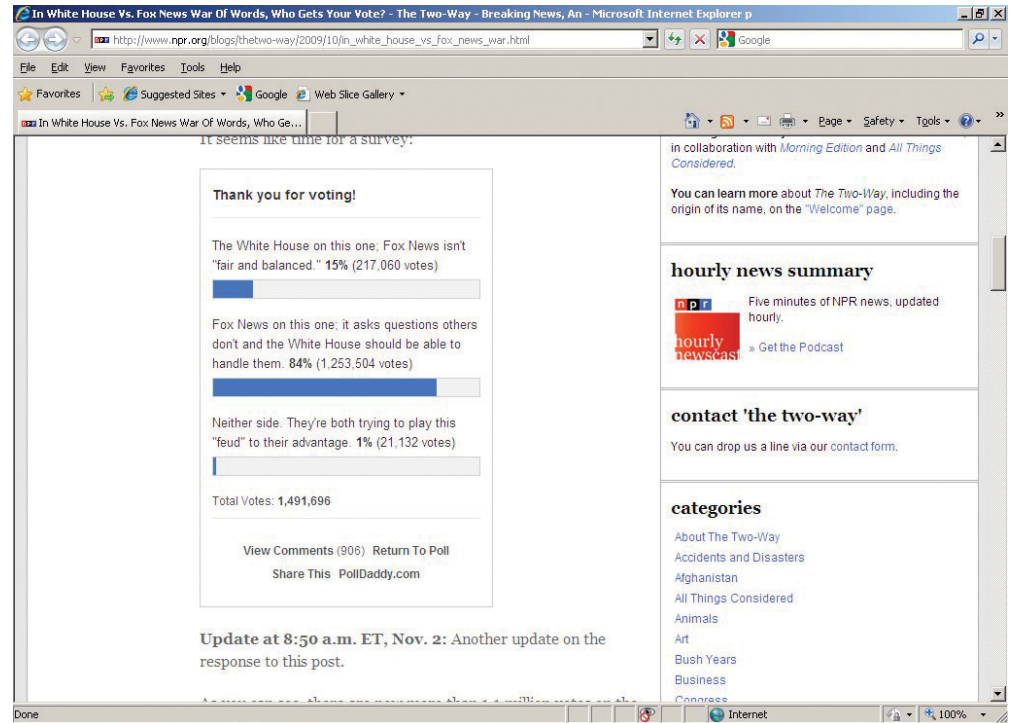 In White House Vs. Fox News War Of Words, Who Gets Your Vote? - The Two-Way - Breaking News, An - Microsoft Internet Explorer p
http://www.npr.org/blogs/thetwo-way/2009/10/in_white_house_vs_fox_news_war.html
Google
File Edit View Favorites Tools Help
Favorites Suggested Sites Google Web Slice Gallery
npr In White House Vs. Fox News War Of Words, Who Ge...
Page Safety Tools
It seems like time for a survey:
Thank you for voting!
The White House on this one; Fox News isn't
"fair and balanced." 15% (217,060 votes)
Fox News on this one; it asks questions others
don't and the White House should be able to
handle them. 84% (1,253,504 votes)
Neither side. They're both trying to play this
"feud" to their advantage. 1% (21,132 votes)
Total Votes: 1,491,696
View Comments (906) Return To Poll
Share This PollDaddy.com
Update at 8:50 a.m. ET, Nov. 2: Another update on the
response to this post.
in collaboration with Morning Edition and All Things
Considered.
You can learn more about The Two-Way, including the
origin of its name, on the "Welcome" page.
hourly news summary
npr
hourly
newscast
Five minutes of NPR news, updated
hourly.
» Get the Podcast
contact 'the two-way'
You can drop us a line via our contact form.
categories
About The Two-Way
Accidents and Disasters
Afghanistan
All Things Considered
Animals
Art
Bush Years
Business
Congress
Done
Internet
100%